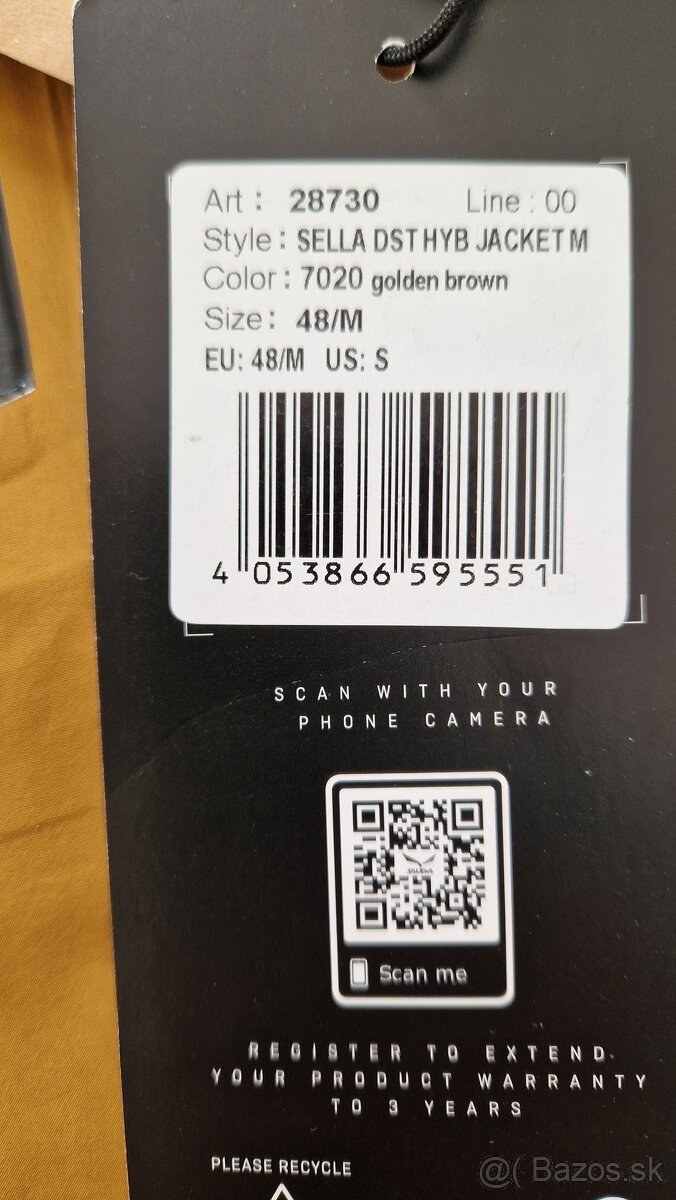 Art : 28730 Line : 00
Style : SELLA DST HYB JACKET M
Color : 7020 golden brown
Size : 48/M
EU: 48/M US: S
4 053866 595551
SCAN WITH YOUR
PHONE CAMERA
SALEWA
Scan me
REGISTER TO EXTEND
YOUR PRODUCT WARRANTY
TO 3 YEARS
PLEASE RECYCLE
@( Bazos.sk